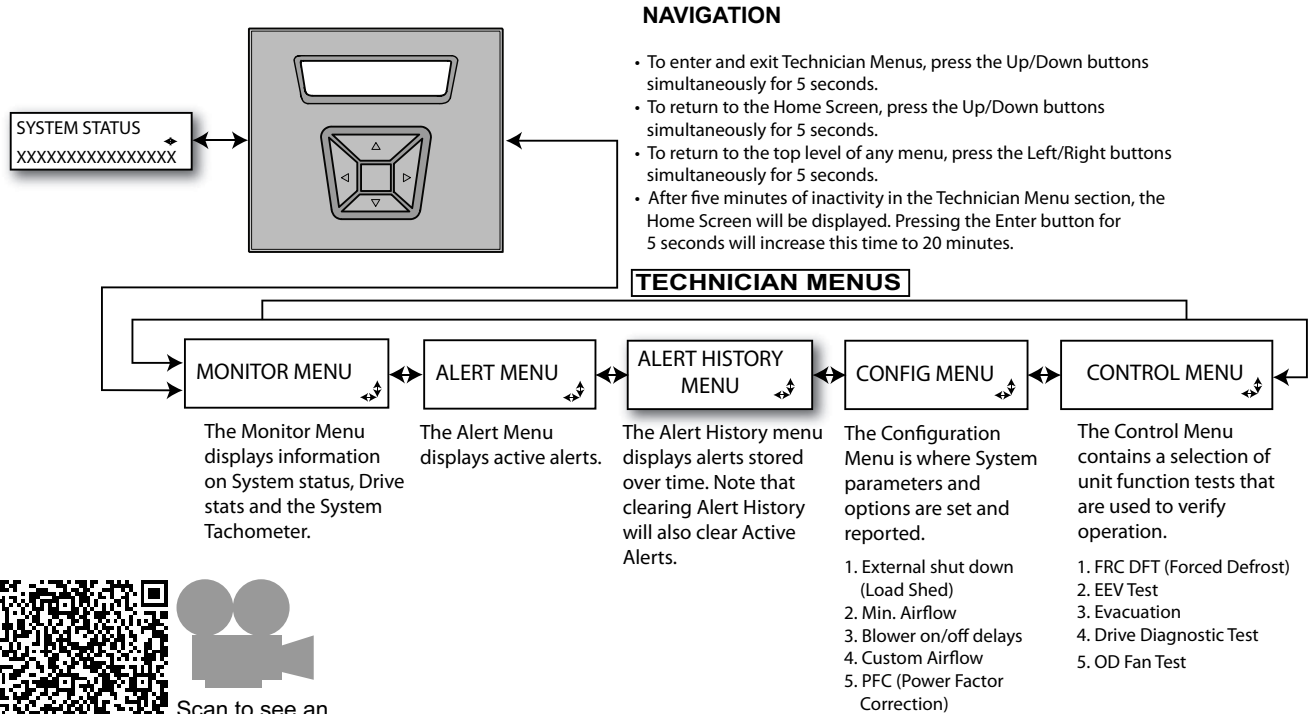 NAVIGATION
• To enter and exit Technician Menus, press the Up/Down buttons
simultaneously for 5 seconds.
• To return to the Home Screen, press the Up/Down buttons
simultaneously for 5 seconds.
• To return to the top level of any menu, press the Left/Right buttons
simultaneously for 5 seconds.
• After five minutes of inactivity in the Technician Menu section, the
Home Screen will be displayed. Pressing the Enter button for
5 seconds will increase this time to 20 minutes.
SYSTEM STATUS
XXXXXXXXXXXXXXXX
TECHNICIAN MENUS
MONITOR MENU
The Monitor Menu
displays information
on System status, Drive
stats and the System
Tachometer.
ALERT MENU
The Alert Menu
displays active alerts.
ALERT HISTORY
MENU
The Alert History menu
displays alerts stored
over time. Note that
clearing Alert History
will also clear Active
Alerts.
CONFIG MENU
The Configuration
Menu is where System
parameters and
options are set and
reported.
1. External shut down
(Load Shed)
2. Min. Airflow
3. Blower on/off delays
4. Custom Airflow
5. PFC (Power Factor
Correction)
CONTROL MENU
The Control Menu
contains a selection of
unit function tests that
are used to verify
operation.
1. FRC DFT (Forced Defrost)
2. EEV Test
3. Evacuation
4. Drive Diagnostic Test
5. OD Fan Test
Scan to see an